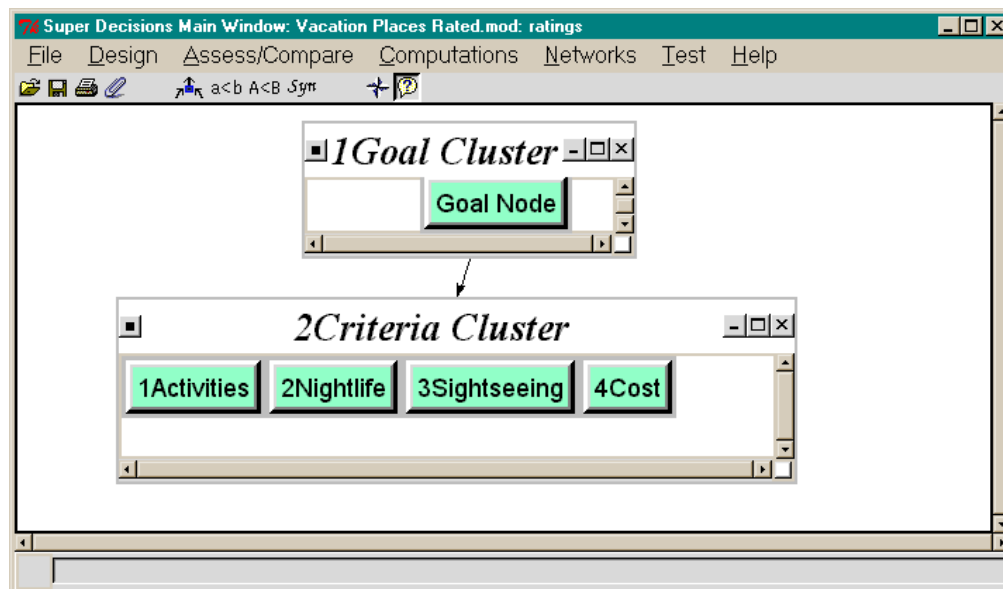 Super Decisions Main Window: Vacation Places Rated.mod: ratings
File Design Assess/Compare Computations Networks Test Help
a<b A<B Syn
1Goal Cluster
Goal Node
2Criteria Cluster
1Activities 2Nightlife 3Sightseeing 4Cost